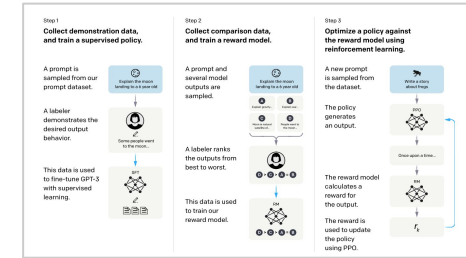 Step 1
Collect demonstration data,
and train a supervised policy.
A prompt is
sampled from our
prompt dataset.
Explain the moon
landing to a 6 year old
A labeler
demonstrates the
desired output
behavior.
Some people went
to the moon...
This data is used
to fine-tune GPT-3
with supervised
learning.
Step 2
Collect comparison data,
and train a reward model.
A prompt and
several model
outputs are
sampled.
Explain the moon
landing to a 6 year old
A
B
C
D
A labeler ranks
the outputs from
best to worst.
D > C > A > B
This data is used
to train our
reward model.
RM
D > C > A > B
Step 3
Optimize a policy against
the reward model using
reinforcement learning.
A new prompt
is sampled from
the dataset.
Write a story
about frogs
The policy
generates
an output.
PPO
Once upon a time...
The reward model
calculates a
reward for
the output.
RM
The reward is
used to update
the policy
using PPO.
rk